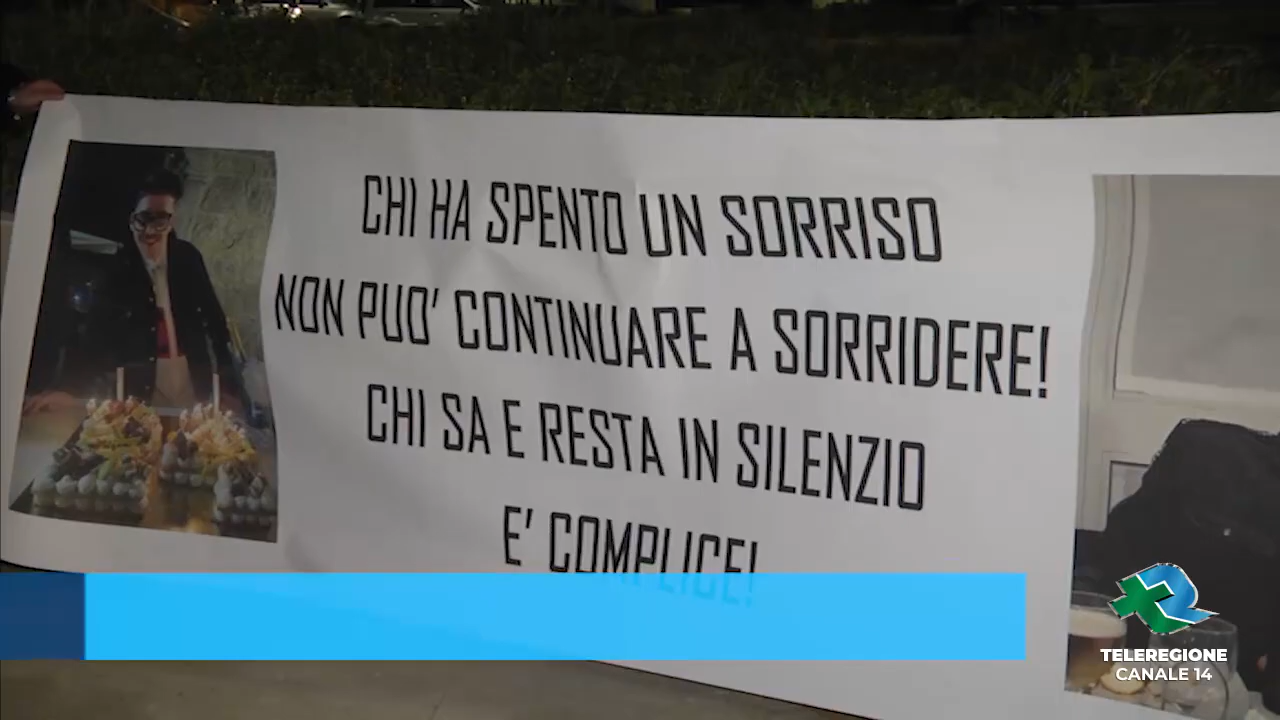 CHI HA SPENTO UN SORRISO
NON PUO' CONTINUARE A SORRIDERE!
CHI SA E RESTA IN SILENZIO
E' COMPLICE!
TELEREGIONE
CANALE 14